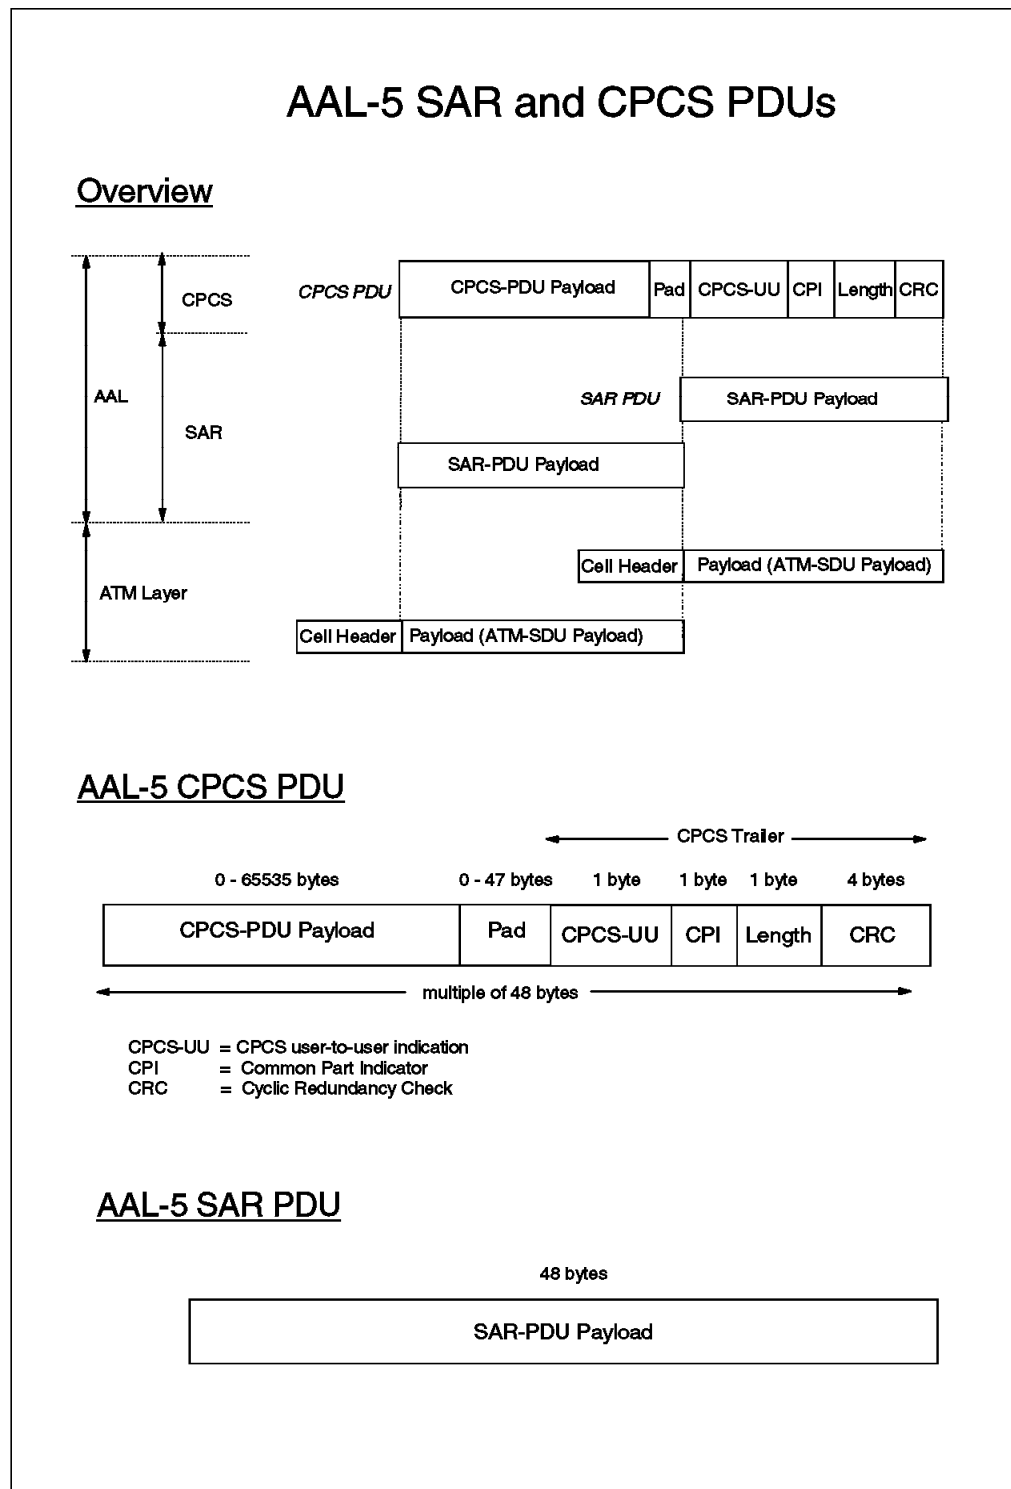 AAL-5 SAR and CPCS PDUs
Overview
CPCS PDU CPCS-PDU Payload Pad CPCS-UU CPI Length CRC
CPCS
AAL
SAR PDU SAR-PDU Payload
SAR
SAR-PDU Payload
Cell Header Payload (ATM-SDU Payload)
ATM Layer
Cell Header Payload (ATM-SDU Payload)
AAL-5 CPCS PDU
CPCS Trailer
0 - 65535 bytes 0 - 47 bytes 1 byte 1 byte 1 byte 4 bytes
CPCS-PDU Payload Pad CPCS-UU CPI Length CRC
multiple of 48 bytes
CPCS-UU = CPCS user-to-user indication
CPI = Common Part Indicator
CRC = Cyclic Redundancy Check
AAL-5 SAR PDU
48 bytes
SAR-PDU Payload